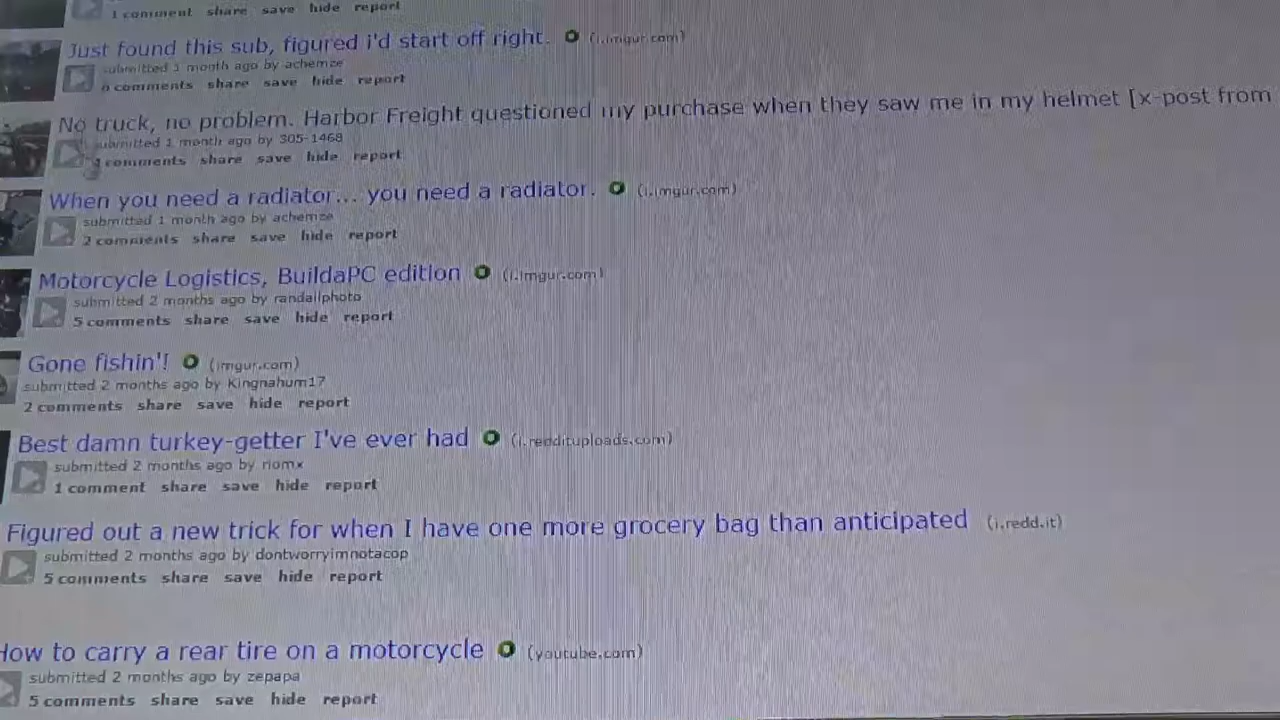 1 comment share save hide report
Just found this sub, figured i'd start off right. (i.imgur.com)
submitted 1 month ago by achemze
comments share save hide report
No truck, no problem. Harbor Freight questioned my purchase when they saw me in my helmet [x-post from
submitted 1 month ago by 305-1468
comments share save hide report
When you need a radiator... you need a radiator. (i.imgur.com)
submitted 1 month ago by achemze
2 comments share save hide report
Motorcycle Logistics, BuildaPC edition (i.imgur.com)
submitted 2 months ago by randallphoto
5 comments share save hide report
Gone fishin'! (imgur.com)
submitted 2 months ago by Kingnahum17
2 comments share save hide report
Best damn turkey-getter I've ever had (i.reddituploads.com)
submitted 2 months ago by riomx
1 comment share save hide report
Figured out a new trick for when I have one more grocery bag than anticipated (i.redd.it)
submitted 2 months ago by dontworryimnotacop
5 comments share save hide report
How to carry a rear tire on a motorcycle (youtube.com)
submitted 2 months ago by zepapa
5 comments share save hide report